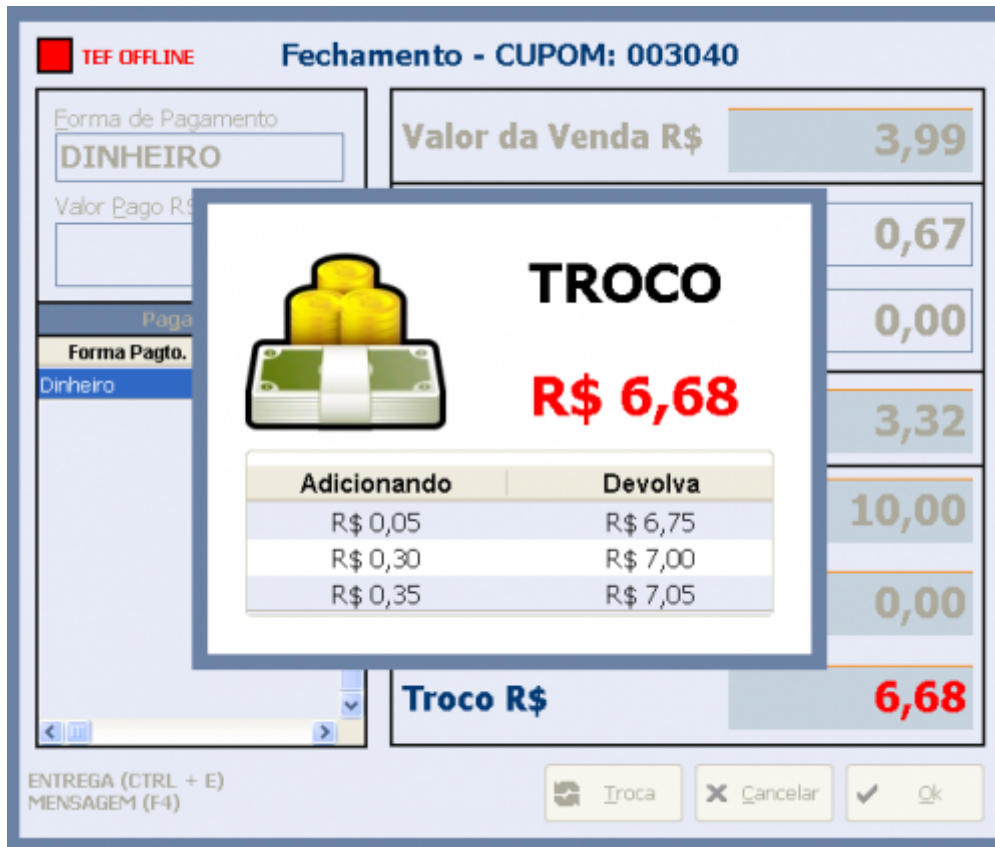 TEF OFFLINE
Fechamento - CUPOM: 003040
Forma de Pagamento
DINHEIRO
Valor Pago R$
Forma Pagto.
Dinheiro
Valor da Venda R$ 3,99
0,67
0,00
3,32
10,00
0,00
Troco R$ 6,68
TROCO
R$ 6,68
Adicionando Devolva
R$ 0,05 R$ 6,75
R$ 0,30 R$ 7,00
R$ 0,35 R$ 7,05
ENTREGA (CTRL + E)
MENSAGEM (F4)
Troca Cancelar Ok